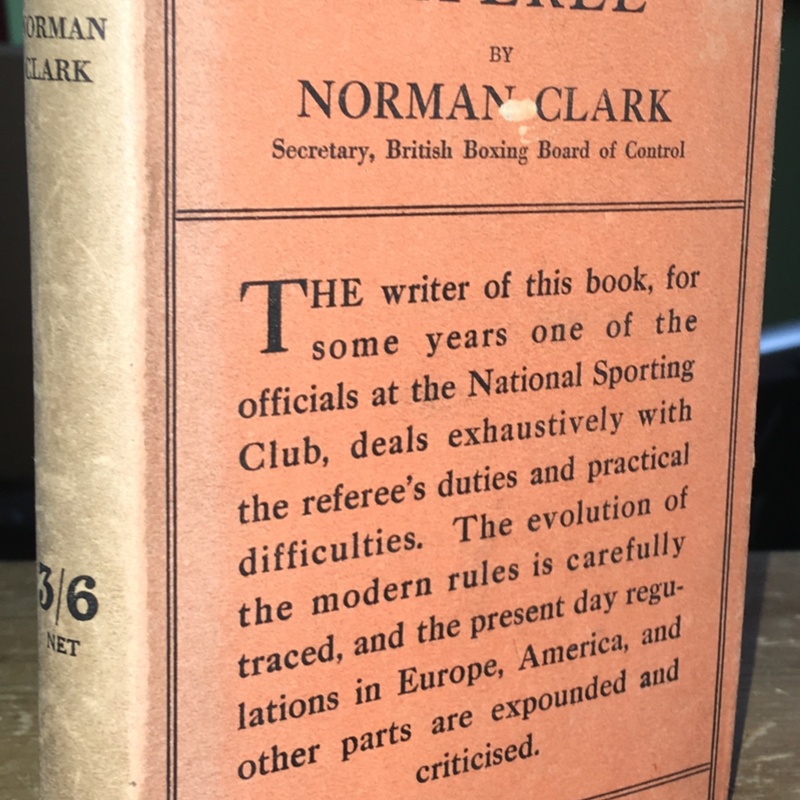 NORMAN
CLARK
3/6
NET
BY
NORMAN CLARK
Secretary, British Boxing Board of Control
THE writer of this book, for
some years one of the
officials at the National Sporting
Club, deals exhaustively with
the referee's duties and practical
difficulties. The evolution of
the modern rules is carefully
traced, and the present day regu-
lations in Europe, America, and
other parts are expounded and
criticised.